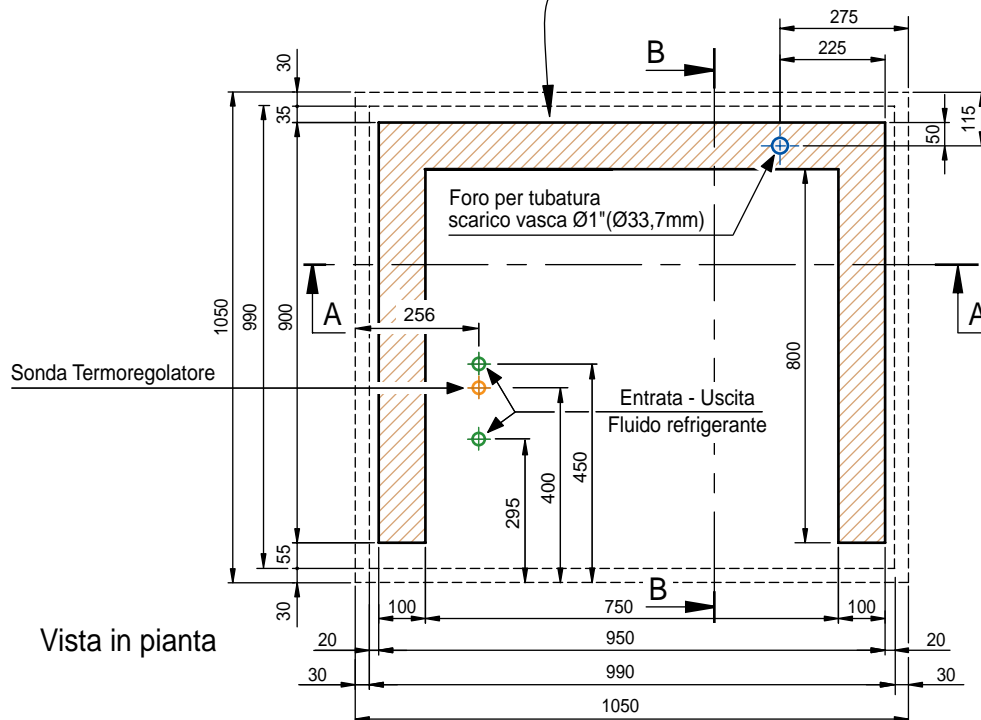 275
225
B
30
35
50
115
Foro per tubatura
scarico vasca Ø1"(Ø33,7mm)
1050
990
900
A
A
256
800
Sonda Termoregolatore
Entrata - Uscita
Fluido refrigerante
450
400
295
55
30
B
100
750
100
Vista in pianta
20
950
20
30
990
30
1050